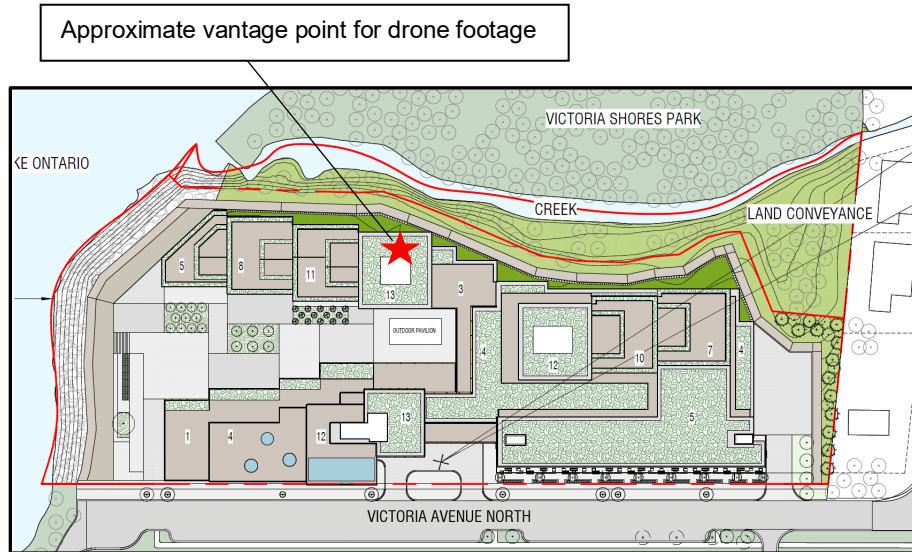 Approximate vantage point for drone footage
VICTORIA SHORES PARK
KE ONTARIO
CREEK
LAND CONVEYANCE
5
8
11
13
3
OUTDOOR PAVILION
4
12
10
7
4
1
4
12
13
5
VICTORIA AVENUE NORTH